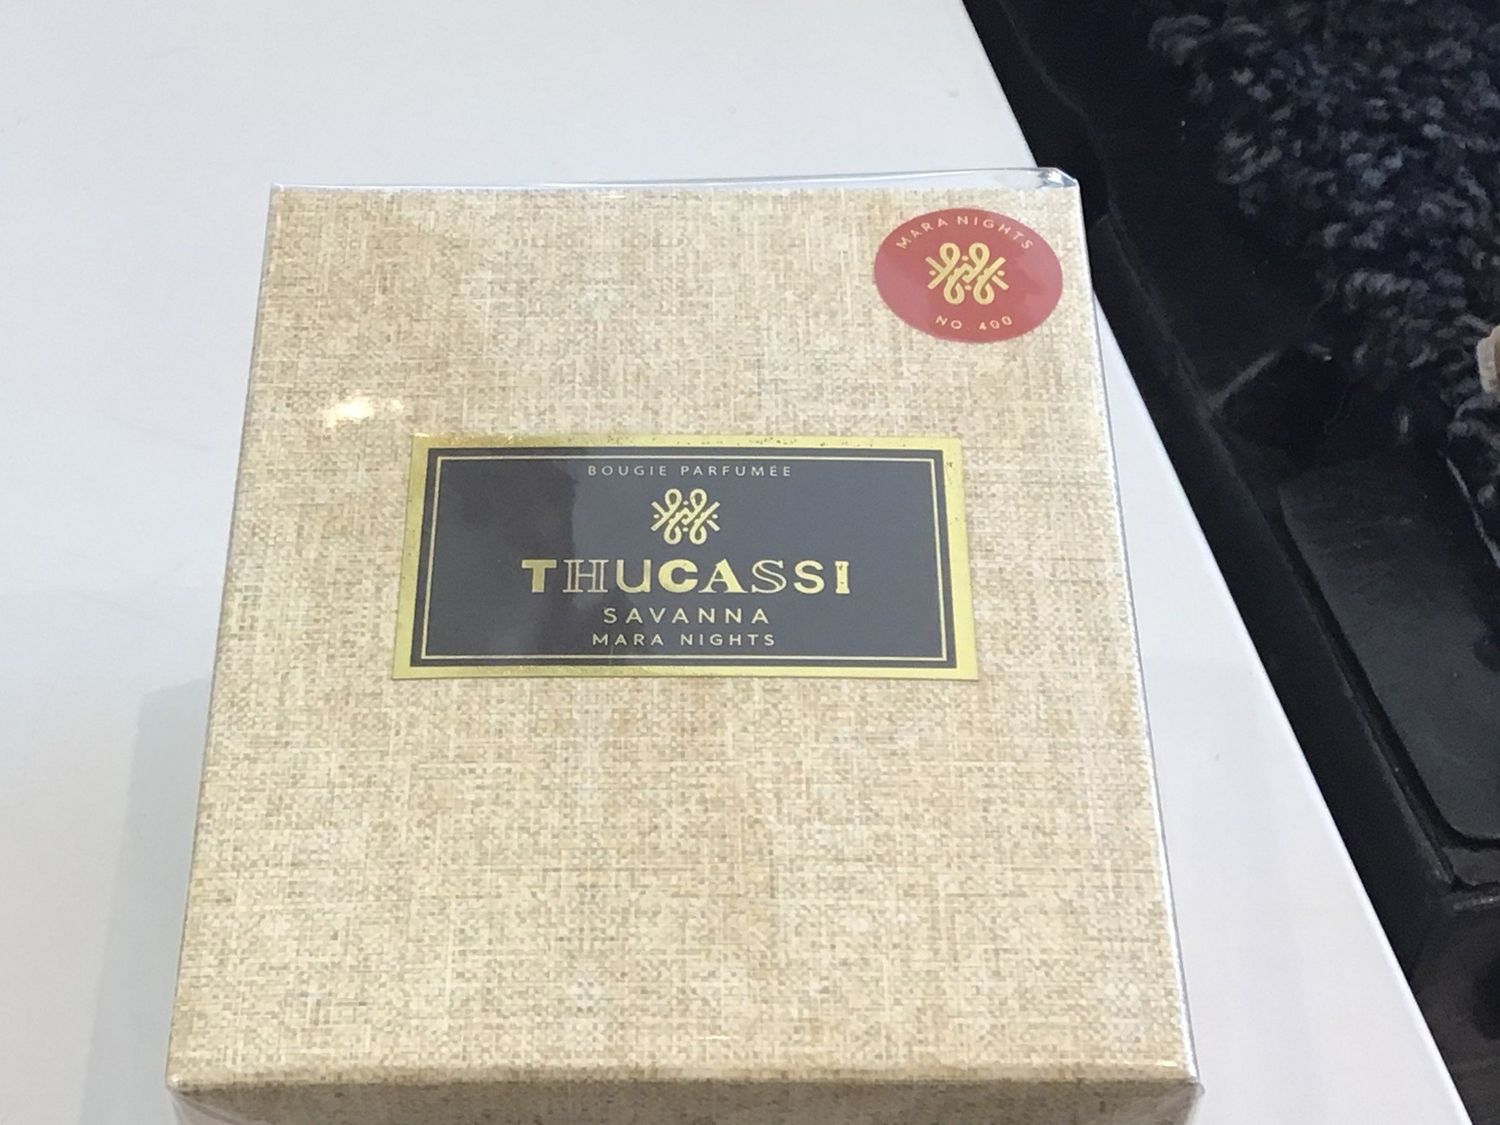 MARA NIGHTS
NO. 400
BOUGIE PARFUMÉE
THUCASSI
SAVANNA
MARA NIGHTS